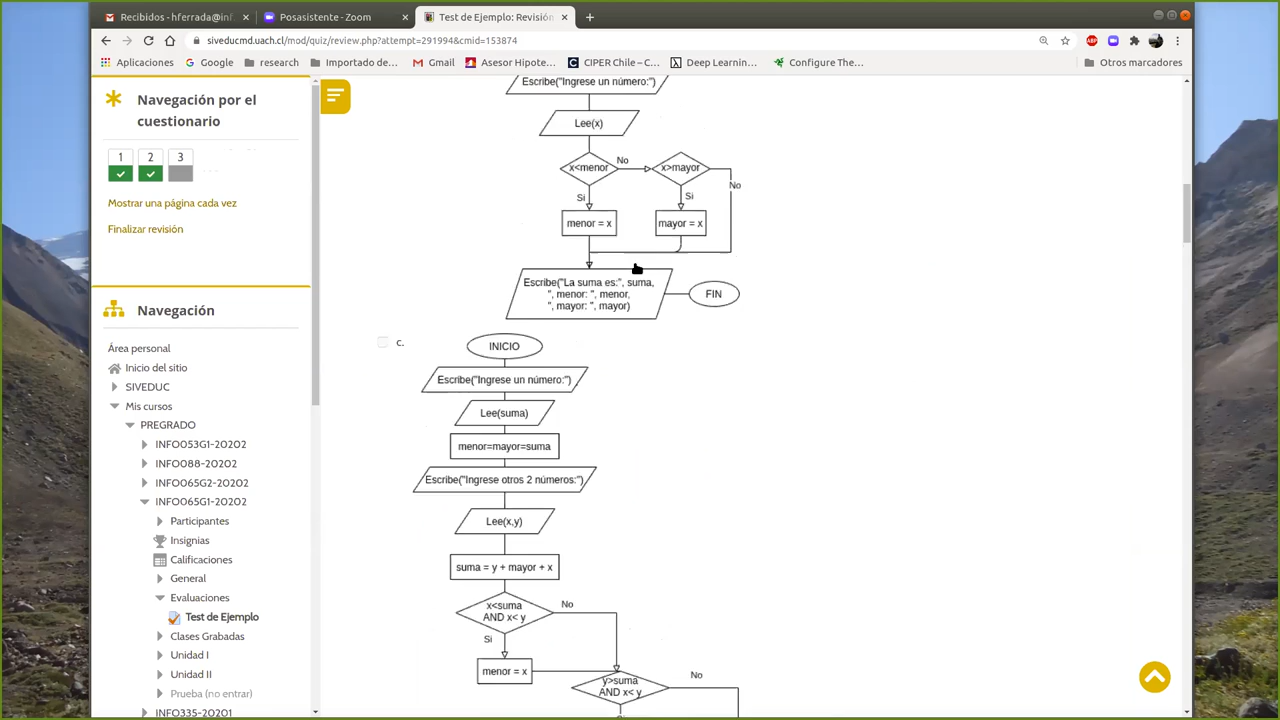 Recibidos - hferrada@inf
Posasistente - Zoom
Test de Ejemplo: Revisión
siveducmd.uach.cl/mod/quiz/review.php?attempt=291994&cmid=153874
ABP
Aplicaciones
Google
research
Importado de...
Gmail
Asesor Hipote...
CIPER Chile – C...
Deep Learnin...
Configure The...
Otros marcadores
Navegación por el
cuestionario
1 2 3
Mostrar una página cada vez
Finalizar revisión
Navegación
Área personal
Inicio del sitio
SIVEDUC
Mis cursos
PREGRADO
INFO053G1-20202
INFO088-20202
INFO065G2-20202
INFO065G1-20202
Participantes
Insignias
Calificaciones
General
Evaluaciones
Test de Ejemplo
Clases Grabadas
Unidad I
Unidad II
Prueba (no entrar)
INFO335-20201
Escribe("Ingrese un número:")
Lee(x)
x<menor
No
x>mayor
No
Si
Si
menor = x
mayor = x
Escribe("La suma es:", suma,
", menor: ", menor,
", mayor: ", mayor)
FIN
c.
INICIO
Escribe("Ingrese un número:")
Lee(suma)
menor=mayor=suma
Escribe("Ingrese otros 2 números:")
Lee(x,y)
suma = y + mayor + x
x<suma
AND x< y
No
Si
menor = x
y>suma
AND x< y
No